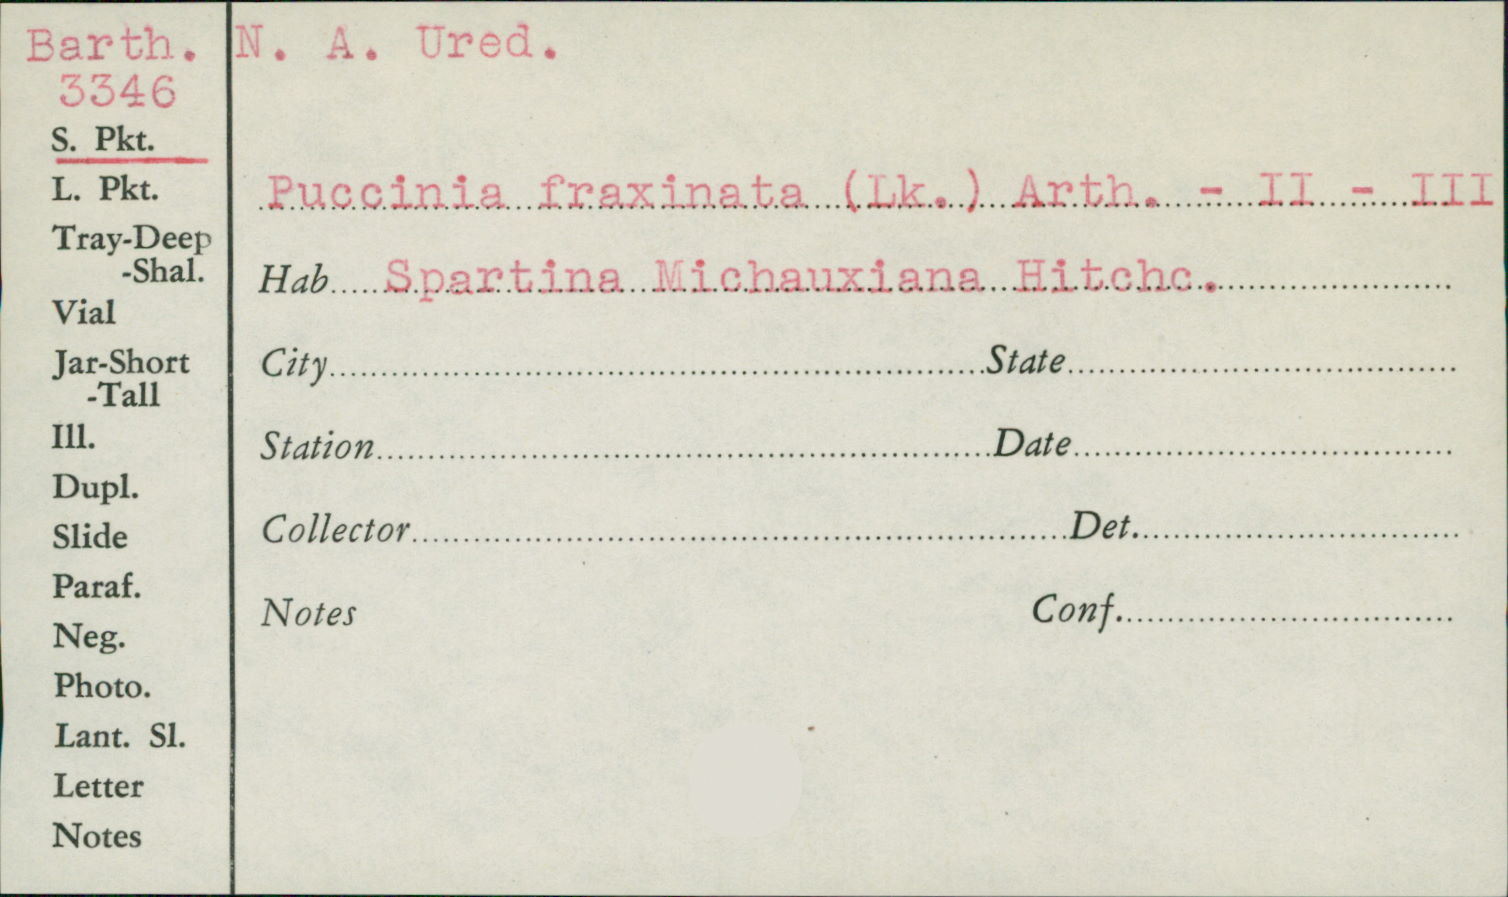 Barth. N. A. Ured.
3346
S. Pkt.
L. Pkt.
Tray-Deep
-Shal.
Vial
Jar-Short
-Tall
Ill.
Dupl.
Slide
Paraf.
Neg.
Photo.
Lant. Sl.
Letter
Notes
Puccinia fraxinata (Lk.) Arth. - II - III
Hab Spartina Michauxiana Hitchc.
City State
Station Date
Collector Det.
Notes Conf.